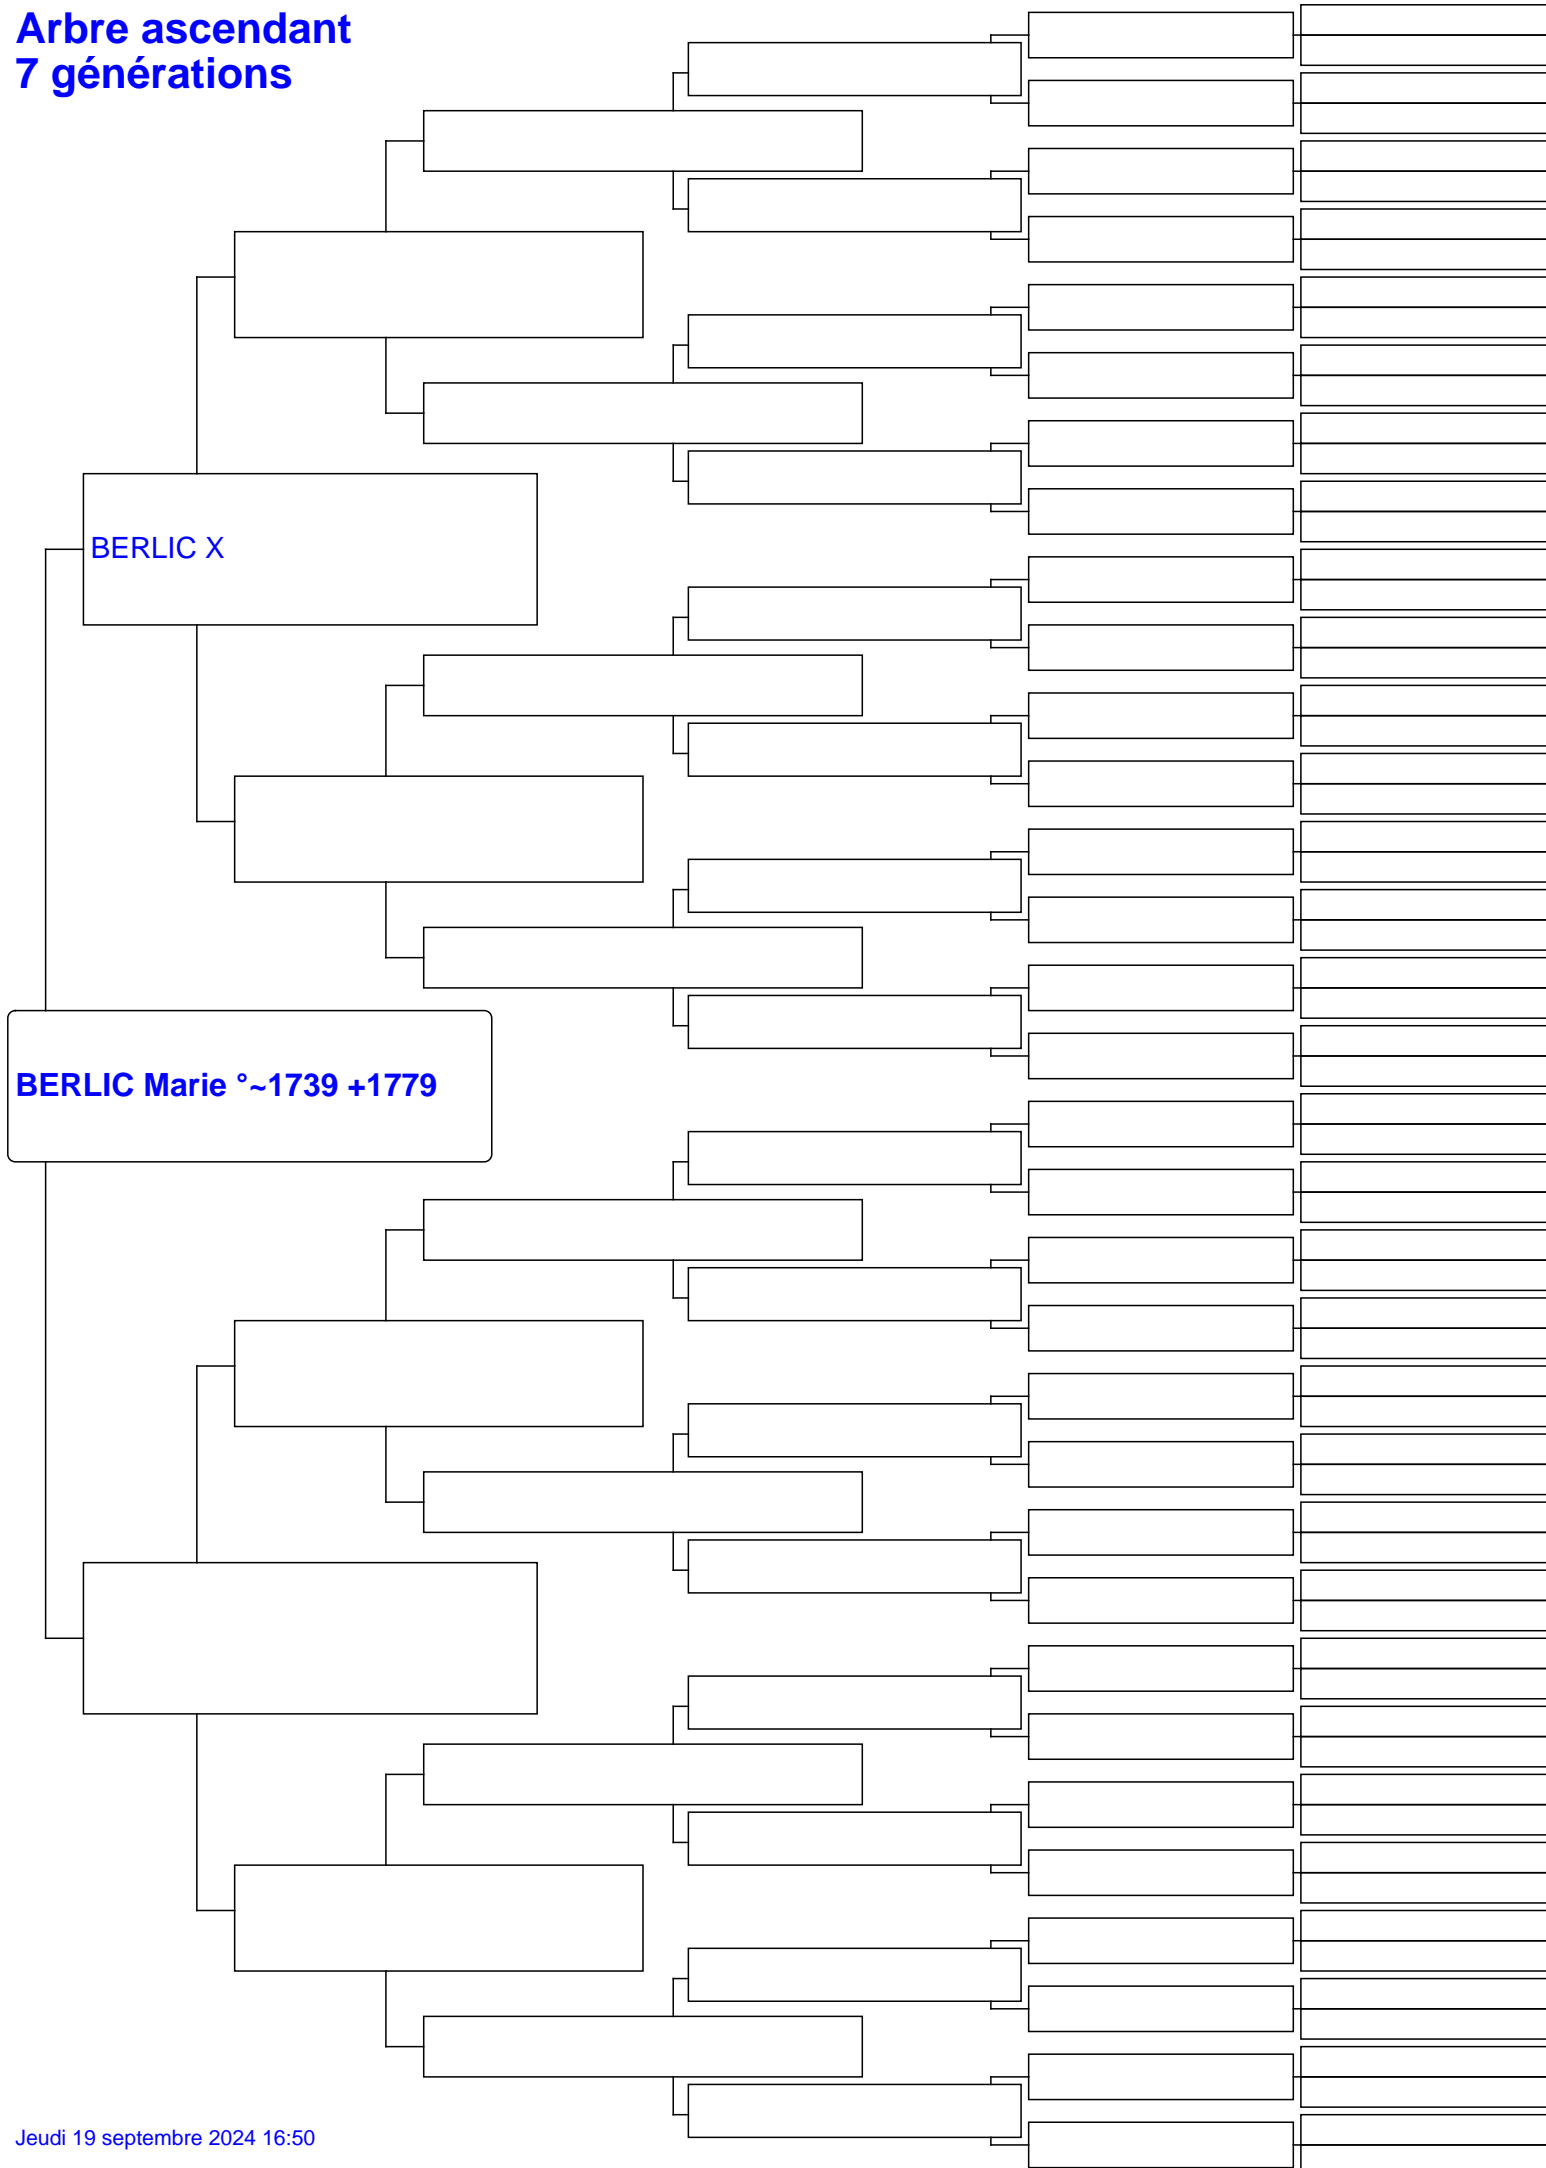 Arbre ascendant
7 générations
BERLIC X
BERLIC Marie °~1739 +1779
Jeudi 19 septembre 2024 16:50